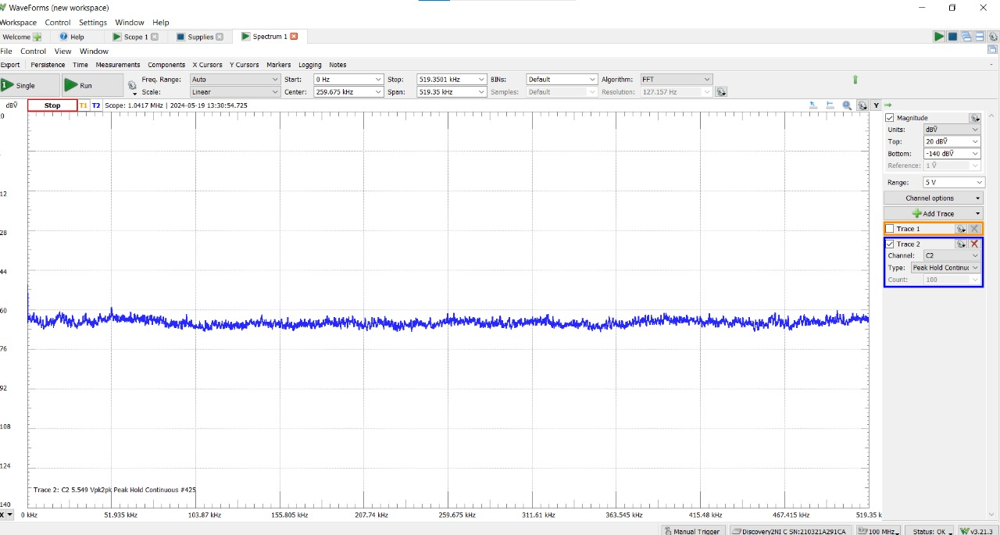 WaveForms (new workspace)
Workspace Control Settings Window Help
Welcome Help Scope 1 Supplies Spectrum 1
File Control View Window
Export Persistence Time Measurements Components X Cursors Y Cursors Markers Logging Notes
Single Run Freq. Range: Auto Start: 0 Hz Stop: 519.3501 kHz BINs: Default Algorithm: FFT
Scale: Linear Center: 259.675 kHz Span: 519.35 kHz Samples: Default Resolution: 127.157 Hz
dBṼ Stop T1 T2 Scope: 1.0417 MHz | 2024-05-19 13:30:54.725 Y
20
Magnitude
Units: dBṼ
Top: 20 dBṼ
Bottom: -140 dBṼ
Reference: 1 Ṽ
Range: 5 V
12
Channel options
Add Trace
28
Trace 1
Trace 2
Channel: C2
44
Type: Peak Hold Continuo
Count: 100
60
76
92
108
124
Trace 2: C2 5.549 Vpk2pk Peak Hold Continuous #425
140
X 0 kHz 51.935 kHz 103.87 kHz 155.805 kHz 207.74 kHz 259.675 kHz 311.61 kHz 363.545 kHz 415.48 kHz 467.415 kHz 519.35 k
Manual Trigger Discovery2NI C SN:210321A291CA 100 MHz Status: OK v3.21.3